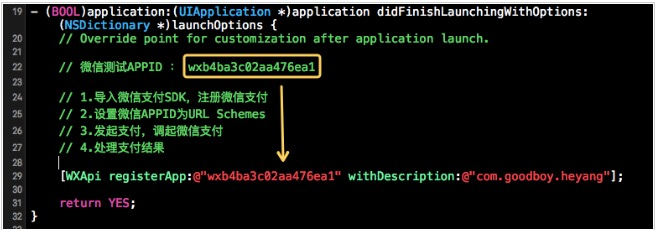 19 - (BOOL)application:(UIApplication *)application didFinishLaunchingWithOptions:
(NSDictionary *)launchOptions {
20 // Override point for customization after application launch.
21
22 // 微信测试APPID : wxb4ba3c02aa476ea1
23
24 // 1.导入微信支付SDK，注册微信支付
25 // 2.设置微信APPID为URL Schemes
26 // 3.发起支付，调起微信支付
27 // 4.处理支付结果
28
29 [WXApi registerApp:@"wxb4ba3c02aa476ea1" withDescription:@"com.goodboy.heyang"];
30
31 return YES;
32 }